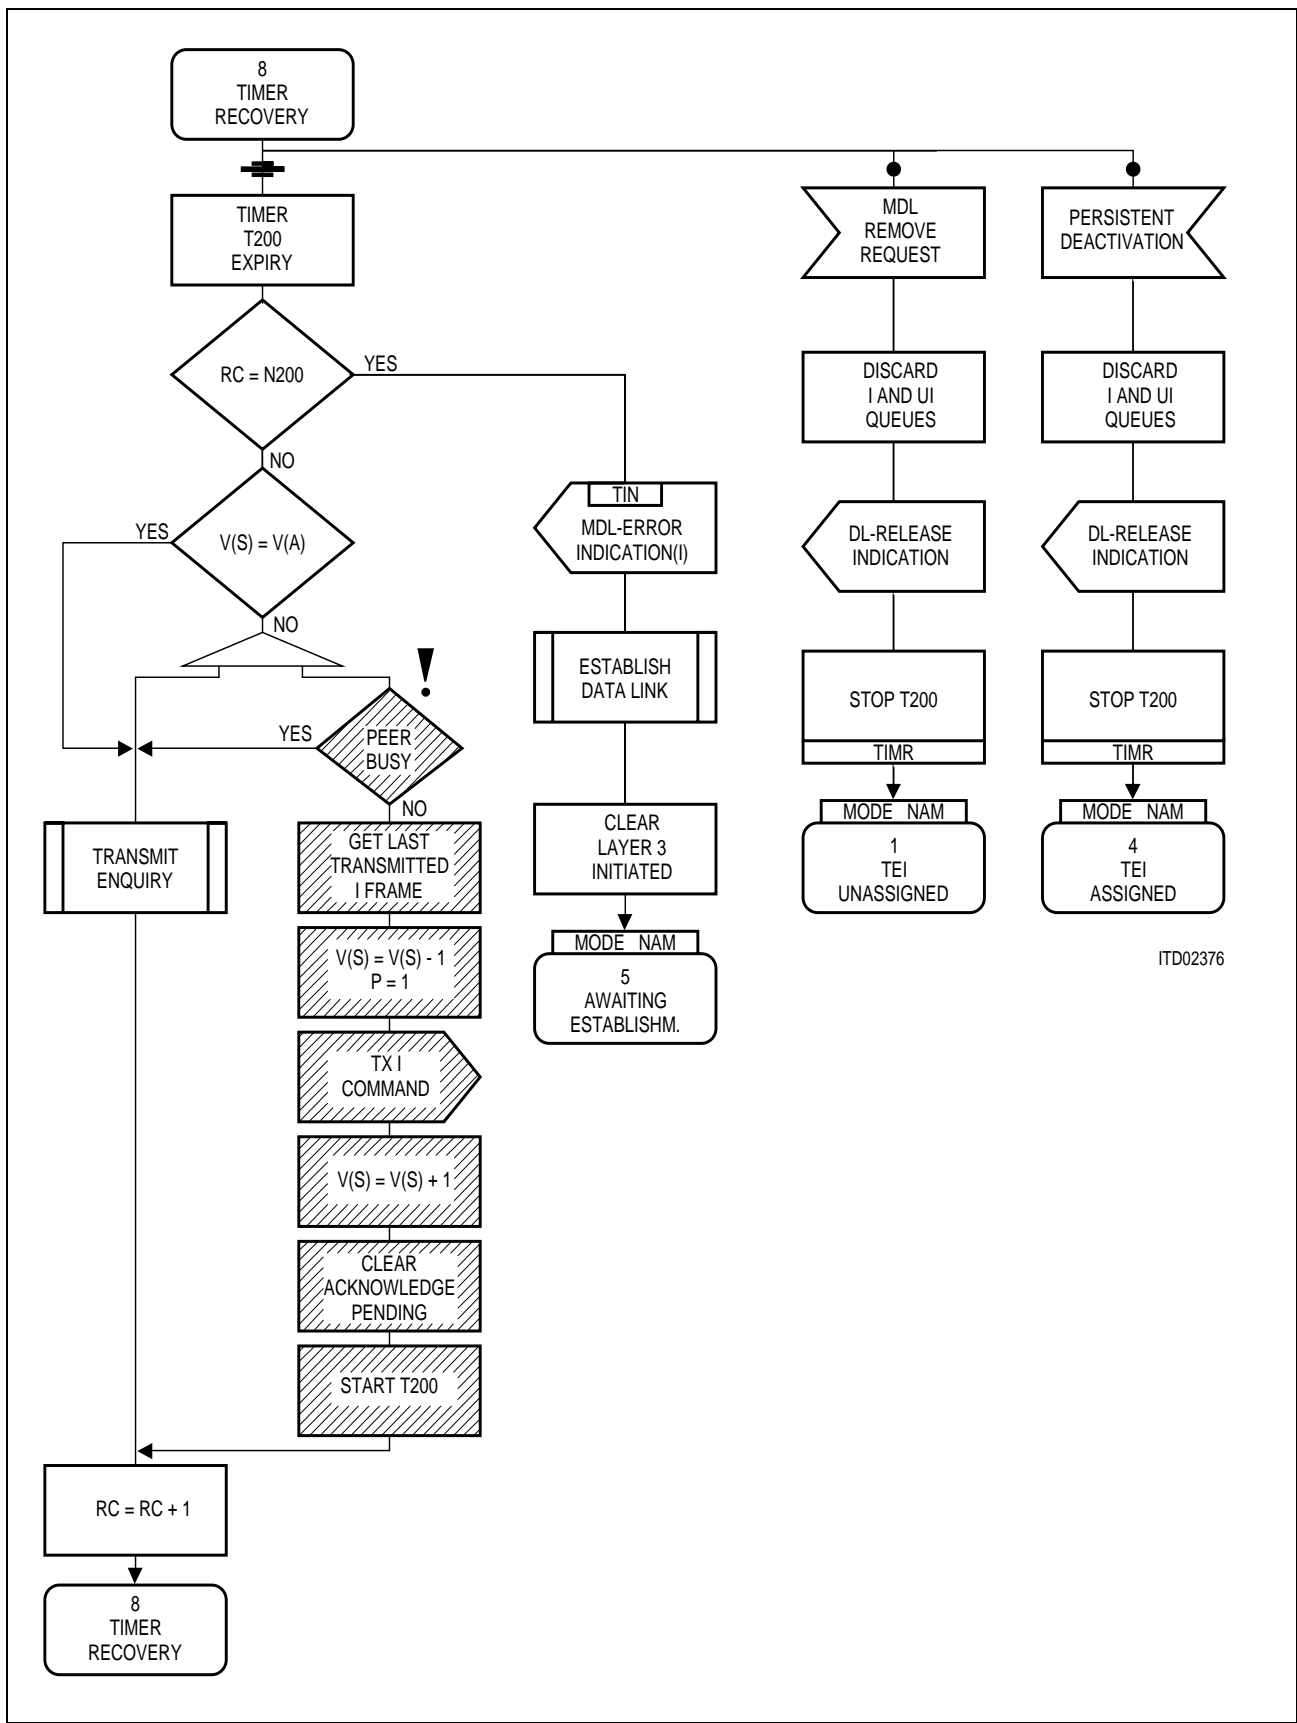 8
TIMER
RECOVERY
TIMER
T200
EXPIRY
RC = N200
YES
NO
V(S) = V(A)
YES
NO
!
PEER
BUSY
YES
NO
TRANSMIT
ENQUIRY
GET LAST
TRANSMITTED
I FRAME
V(S) = V(S) - 1
P = 1
TX I
COMMAND
V(S) = V(S) + 1
CLEAR
ACKNOWLEDGE
PENDING
START T200
RC = RC + 1
8
TIMER
RECOVERY
TIN
MDL-ERROR
INDICATION(I)
ESTABLISH
DATA LINK
CLEAR
LAYER 3
INITIATED
MODE NAM
5
AWAITING
ESTABLISHM.
MDL
REMOVE
REQUEST
DISCARD
I AND UI
QUEUES
DL-RELEASE
INDICATION
STOP T200
TIMR
MODE NAM
1
TEI
UNASSIGNED
PERSISTENT
DEACTIVATION
DISCARD
I AND UI
QUEUES
DL-RELEASE
INDICATION
STOP T200
TIMR
MODE NAM
4
TEI
ASSIGNED
ITD02376